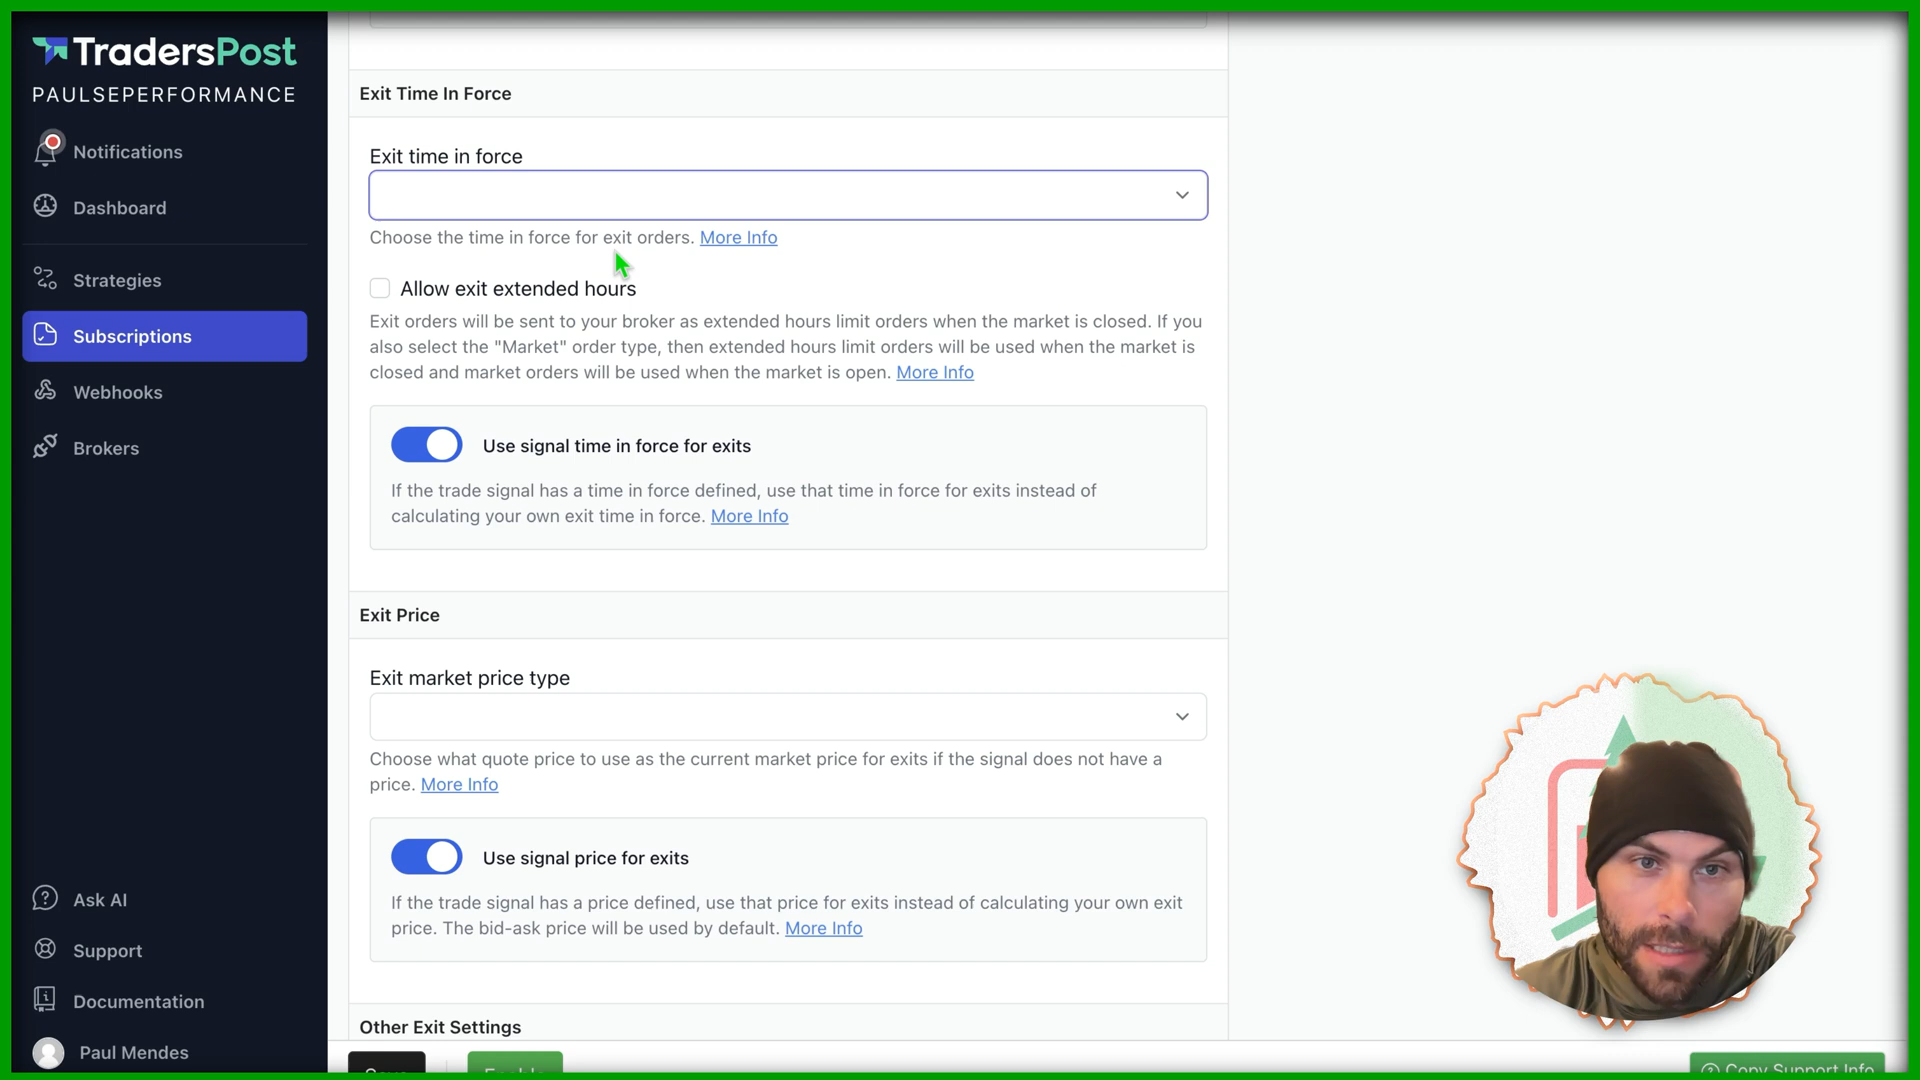 TradersPost
PAULSEPERFORMANCE
Notifications
Dashboard
Strategies
Subscriptions
Webhooks
Brokers
Ask AI
Support
Documentation
Paul Mendes
Exit Time In Force
Exit time in force
Choose the time in force for exit orders. More Info
Allow exit extended hours
Exit orders will be sent to your broker as extended hours limit orders when the market is closed. If you
also select the "Market" order type, then extended hours limit orders will be used when the market is
closed and market orders will be used when the market is open. More Info
Use signal time in force for exits
If the trade signal has a time in force defined, use that time in force for exits instead of
calculating your own exit time in force. More Info
Exit Price
Exit market price type
Choose what quote price to use as the current market price for exits if the signal does not have a
price. More Info
Use signal price for exits
If the trade signal has a price defined, use that price for exits instead of calculating your own exit
price. The bid-ask price will be used by default. More Info
Other Exit Settings
Save
Enable
Copy Support Info